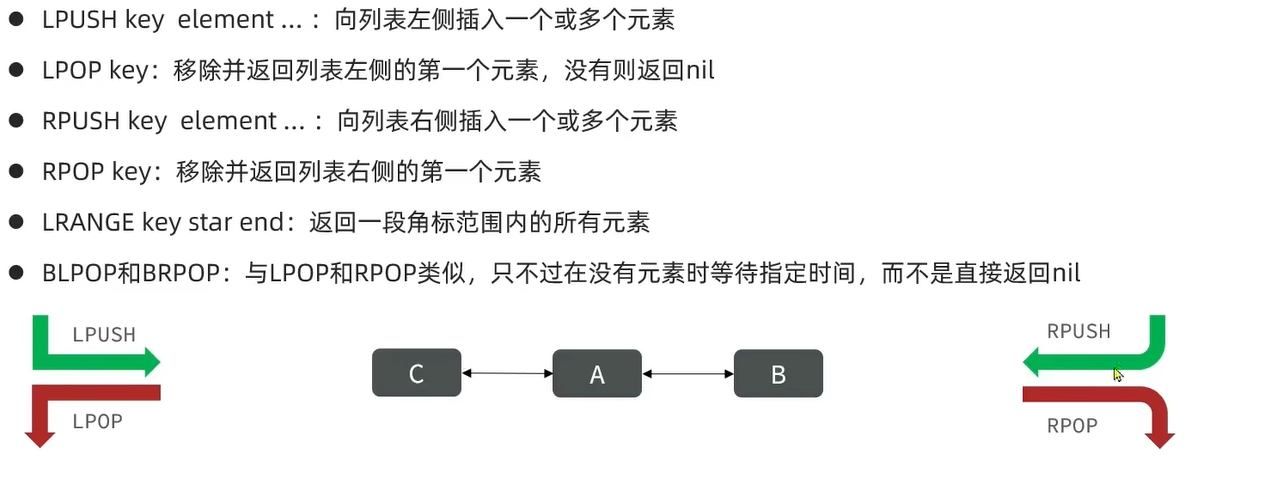 ● LPUSH key element ... ：向列表左侧插入一个或多个元素
● LPOP key：移除并返回列表左侧的第一个元素，没有则返回nil
● RPUSH key element ... ：向列表右侧插入一个或多个元素
● RPOP key：移除并返回列表右侧的第一个元素
● LRANGE key star end：返回一段角标范围内的所有元素
● BLPOP和BRPOP：与LPOP和RPOP类似，只不过在没有元素时等待指定时间，而不是直接返回nil
LPUSH
RPUSH
C
A
B
LPOP
RPOP